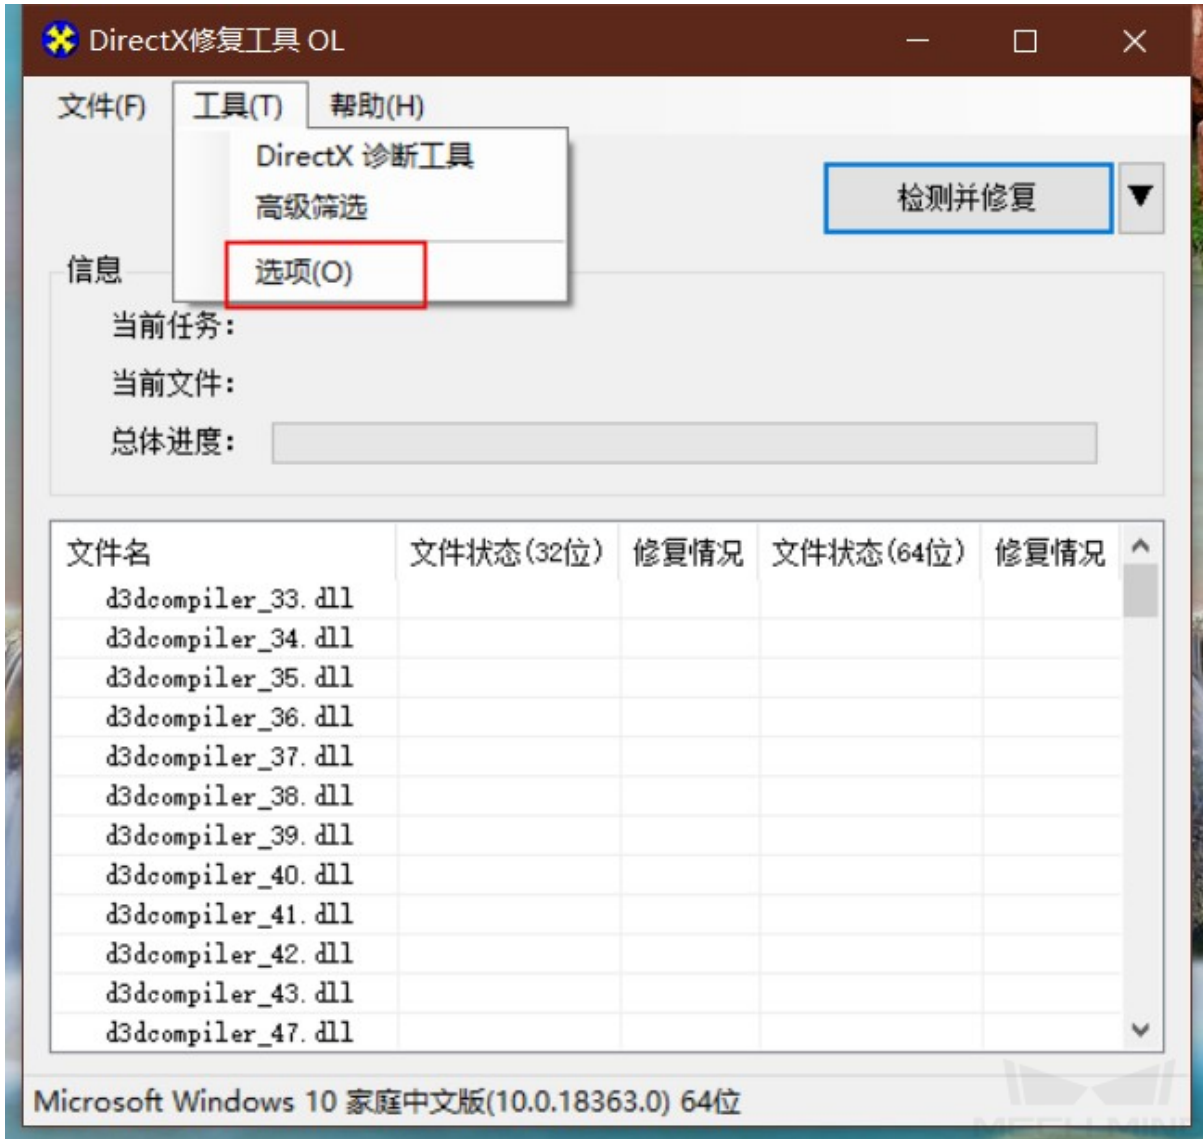 DirectX修复工具 OL
文件(F) 工具(T) 帮助(H)
DirectX 诊断工具
高级筛选
选项(O)
检测并修复
信息
当前任务:
当前文件:
总体进度:
文件名 文件状态(32位) 修复情况 文件状态(64位) 修复情况
d3dcompiler_33.dll
d3dcompiler_34.dll
d3dcompiler_35.dll
d3dcompiler_36.dll
d3dcompiler_37.dll
d3dcompiler_38.dll
d3dcompiler_39.dll
d3dcompiler_40.dll
d3dcompiler_41.dll
d3dcompiler_42.dll
d3dcompiler_43.dll
d3dcompiler_47.dll
Microsoft Windows 10 家庭中文版(10.0.18363.0) 64位